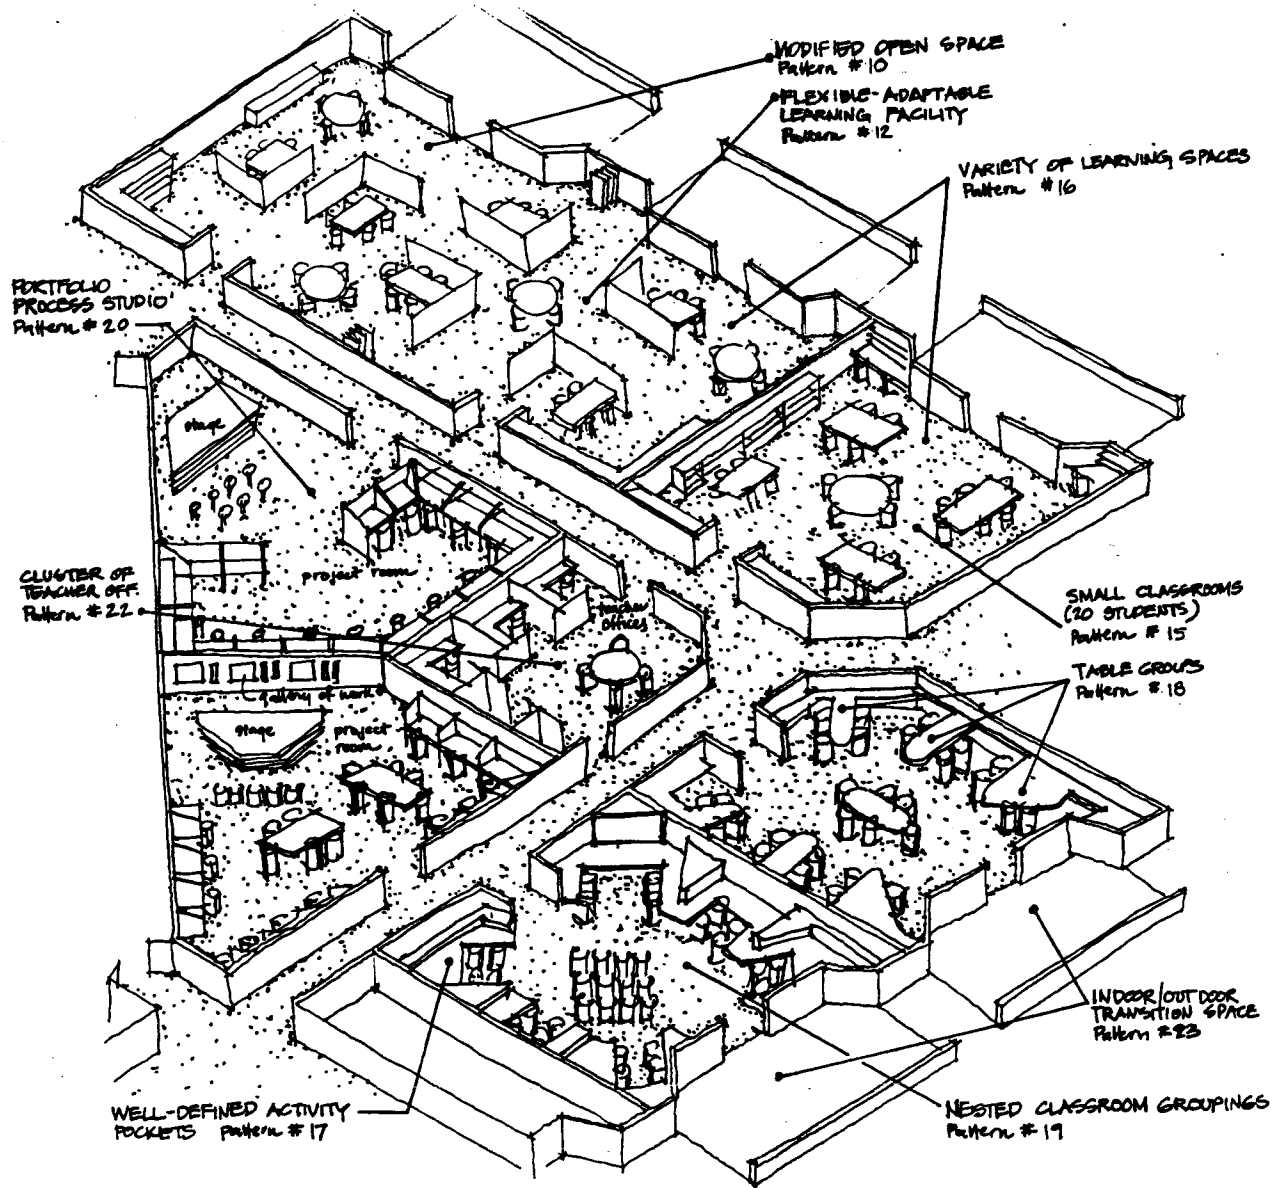 MODIFIED OPEN SPACE
Pattern # 10
FLEXIBLE-ADAPTABLE
LEARNING FACILITY
Pattern # 12
VARIETY OF LEARNING SPACES
Pattern # 16
PORTFOLIO
PROCESS STUDIO
Pattern # 20
stage
project room
CLUSTER OF
TEACHER OFF.
Pattern # 22
teacher
offices
SMALL CLASSROOMS
(20 STUDENTS)
Pattern # 15
TABLE GROUPS
Pattern # 18
gallery of work
stage
project
room
INDOOR/OUTDOOR
TRANSITION SPACE
Pattern # 23
WELL-DEFINED ACTIVITY
POCKETS Pattern # 17
NESTED CLASSROOM GROUPINGS
Pattern # 19